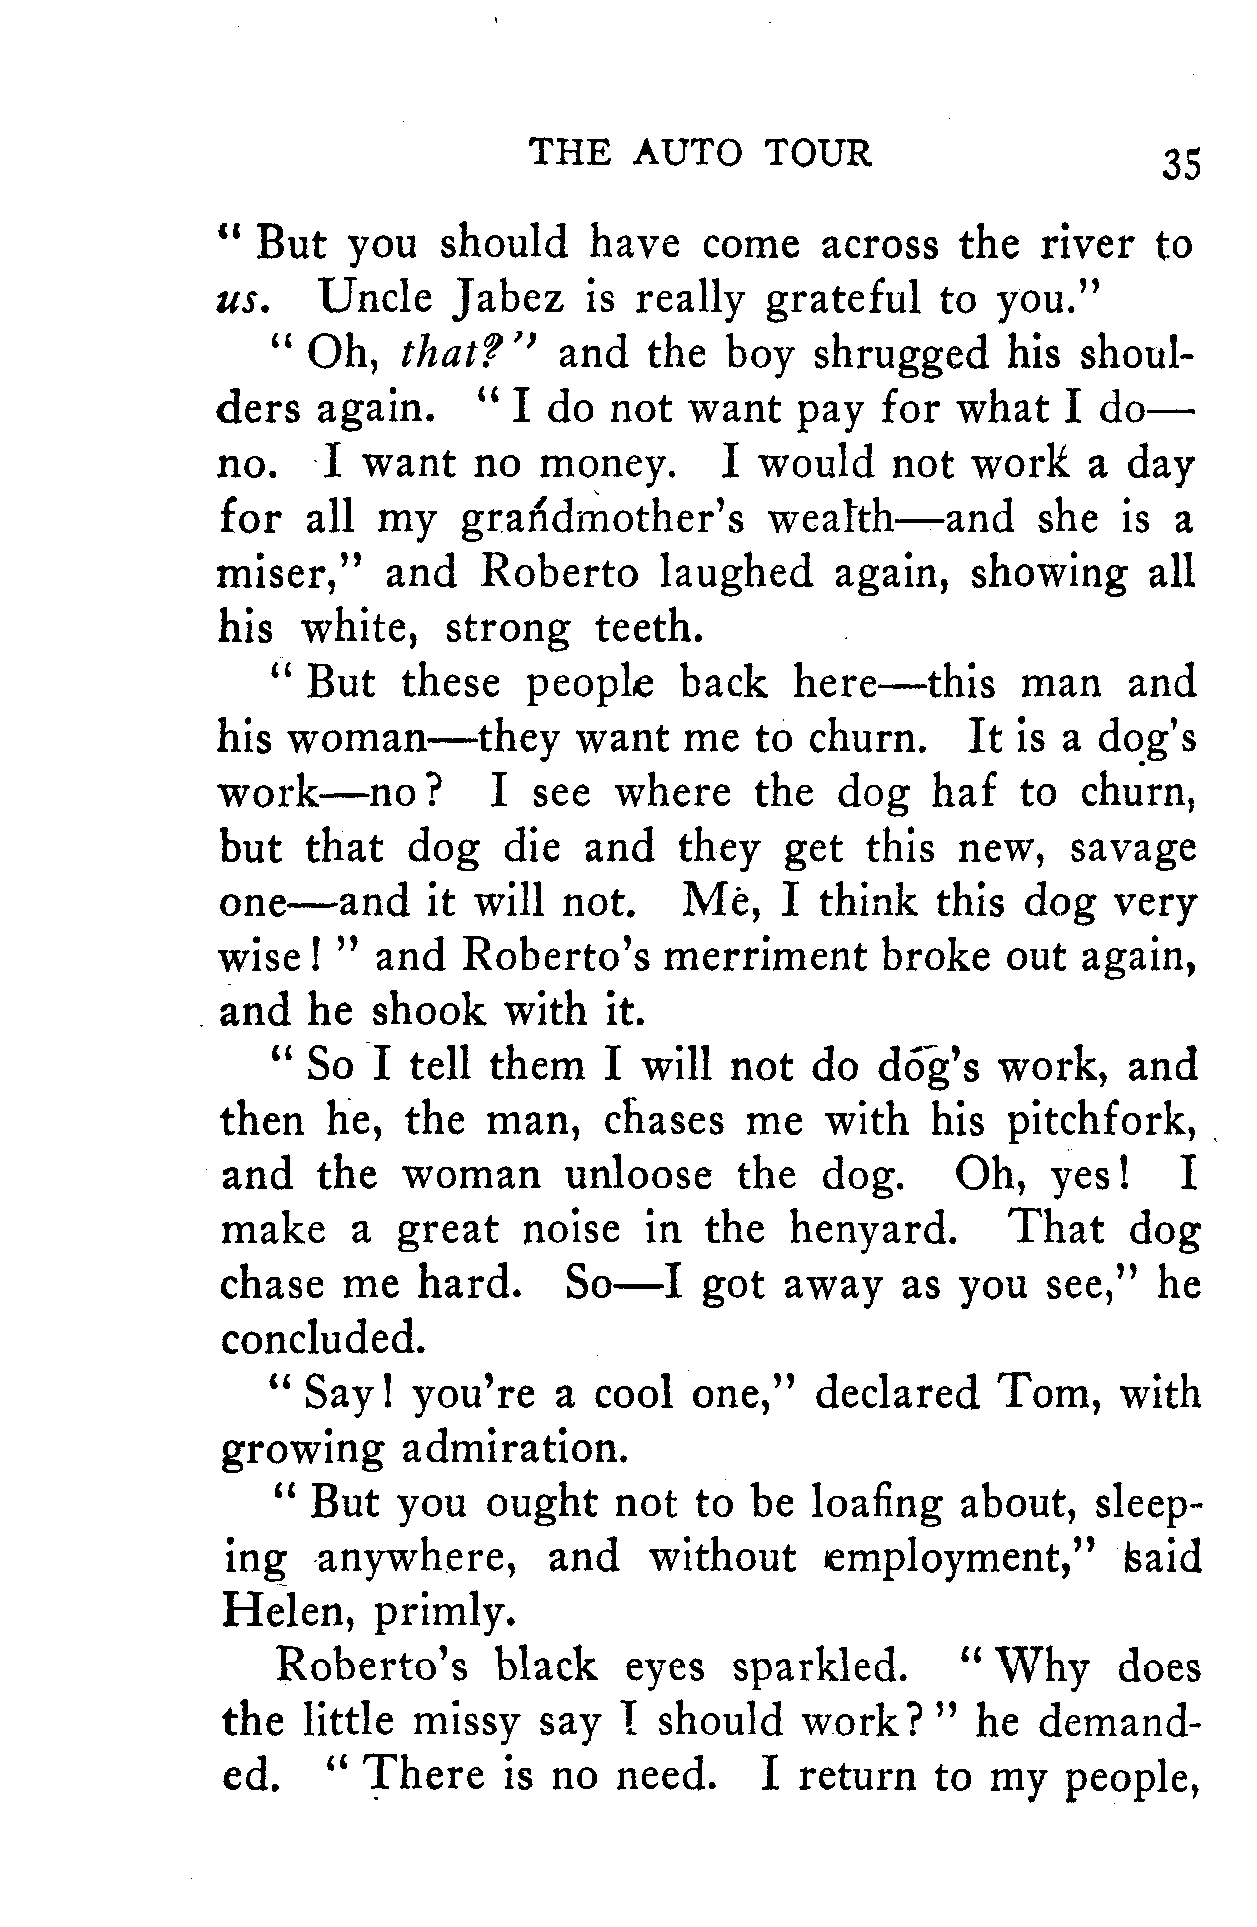 THE AUTO TOUR 35
“ But you should have come across the river to
us. Uncle Jabez is really grateful to you.”
“ Oh, that?” and the boy shrugged his shoul-
ders again. “ I do not want pay for what I do—
no. I want no money. I would not work a day
for all my grandmother’s wealth—and she is a
miser,” and Roberto laughed again, showing all
his white, strong teeth.
“ But these people back here—this man and
his woman—they want me to churn. It is a dog’s
work—no? I see where the dog haf to churn,
but that dog die and they get this new, savage
one—and it will not. Me, I think this dog very
wise! ” and Roberto’s merriment broke out again,
and he shook with it.
“ So I tell them I will not do dog’s work, and
then he, the man, chases me with his pitchfork,
and the woman unloose the dog. Oh, yes! I
make a great noise in the henyard. That dog
chase me hard. So—I got away as you see,” he
concluded.
“ Say! you’re a cool one,” declared Tom, with
growing admiration.
“ But you ought not to be loafing about, sleep-
ing anywhere, and without employment,” said
Helen, primly.
Roberto’s black eyes sparkled. “ Why does
the little missy say I should work? ” he demand-
ed. “ There is no need. I return to my people,